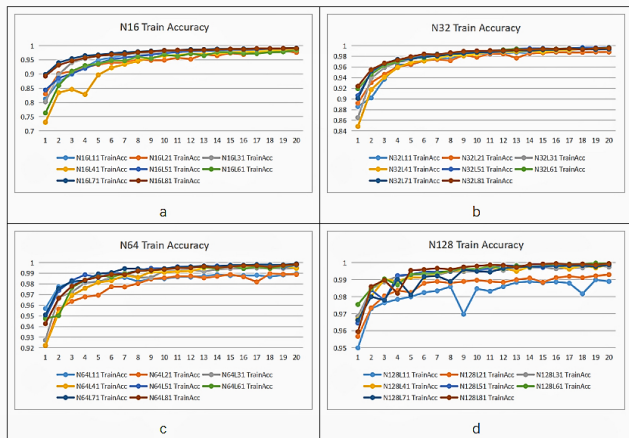 N16 Train Accuracy
1
0.95
0.9
0.85
0.8
0.75
0.7
1 2 3 4 5 6 7 8 9 10 11 12 13 14 15 16 17 18 19 20
N16L11 TrainAcc N16L21 TrainAcc N16L31 TrainAcc
N16L41 TrainAcc N16L51 TrainAcc N16L61 TrainAcc
N16L71 TrainAcc N16L81 TrainAcc
a
N32 Train Accuracy
1
0.98
0.96
0.94
0.92
0.9
0.88
0.86
0.84
1 2 3 4 5 6 7 8 9 10 11 12 13 14 15 16 17 18 19 20
N32L11 TrainAcc N32L21 TrainAcc N32L31 TrainAcc
N32L41 TrainAcc N32L51 TrainAcc N32L61 TrainAcc
N32L71 TrainAcc N32L81 TrainAcc
b
N64 Train Accuracy
1
0.99
0.98
0.97
0.96
0.95
0.94
0.93
0.92
1 2 3 4 5 6 7 8 9 10 11 12 13 14 15 16 17 18 19 20
N64L11 TrainAcc N64L21 TrainAcc N64L31 TrainAcc
N64L41 TrainAcc N64L51 TrainAcc N64L61 TrainAcc
N64L71 TrainAcc N64L81 TrainAcc
c
N128 Train Accuracy
1
0.99
0.98
0.97
0.96
0.95
1 2 3 4 5 6 7 8 9 10 11 12 13 14 15 16 17 18 19 20
N128L11 TrainAcc N128L21 TrainAcc N128L31 TrainAcc
N128L41 TrainAcc N128L51 TrainAcc N128L61 TrainAcc
N128L71 TrainAcc N128L81 TrainAcc
d